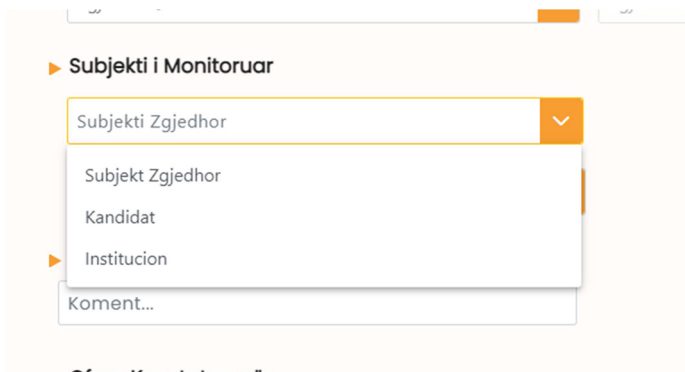 Subjekti i Monitoruar
Subjekti Zgjedhor
Subjekt Zgjedhor
Kandidat
Institucion
Koment...